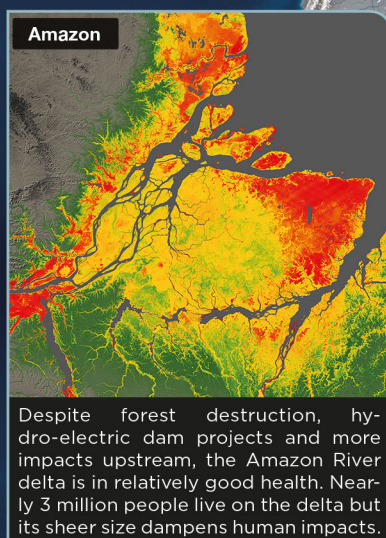 Amazon
Despite forest destruction, hy-
dro-electric dam projects and more
impacts upstream, the Amazon River
delta is in relatively good health. Near-
ly 3 million people live on the delta but
its sheer size dampens human impacts.